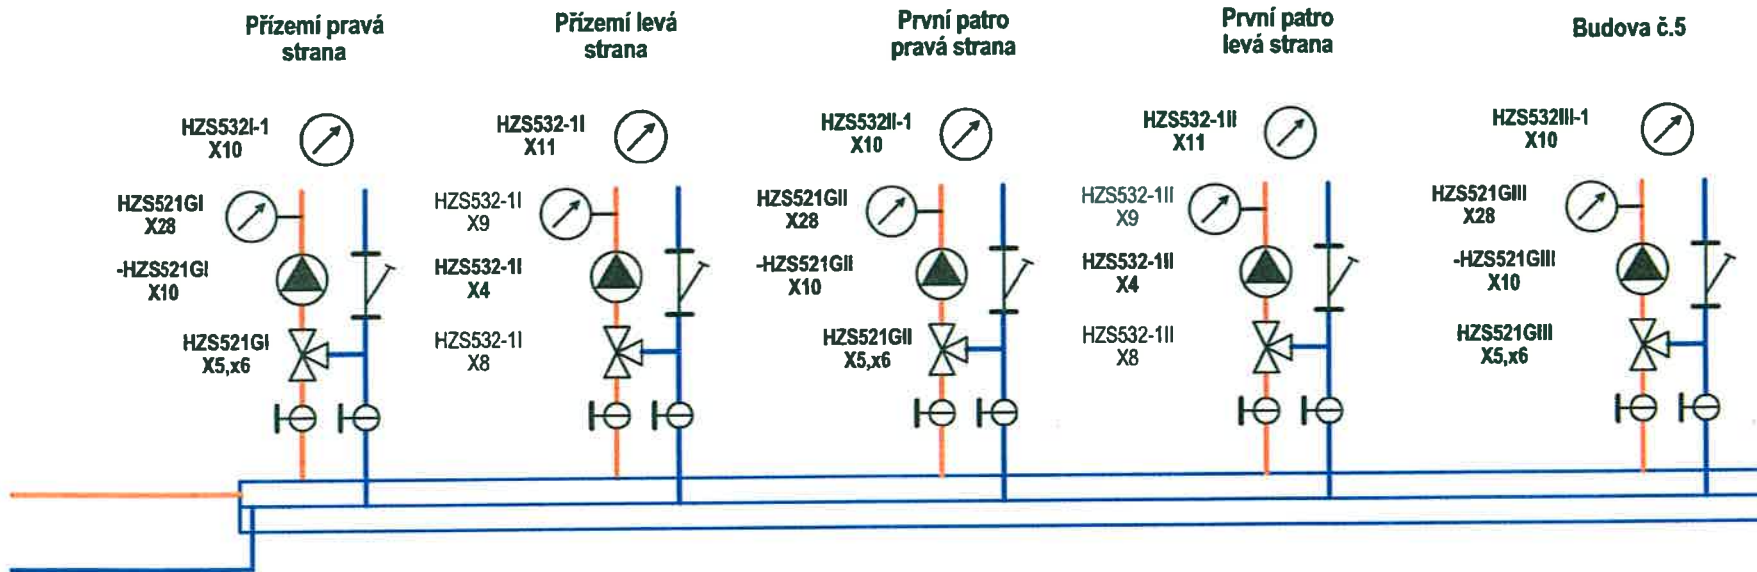 Přízemí pravá
strana
HZS532I-1
X10
HZS521GI
X28
-HZS521GI
X10
HZS521GI
X5,x6
Přízemí levá
strana
HZS532-1I
X11
HZS532-1I
X9
HZS532-1I
X4
HZS532-1I
X8
První patro
pravá strana
HZS532II-1
X10
HZS521GII
X28
-HZS521GII
X10
HZS521GII
X5,x6
První patro
levá strana
HZS532-1II
X11
HZS532-1II
X9
HZS532-1II
X4
HZS532-1II
X8
Budova č.5
HZS532III-1
X10
HZS521GIII
X28
-HZS521GIII
X10
HZS521GIII
X5,x6